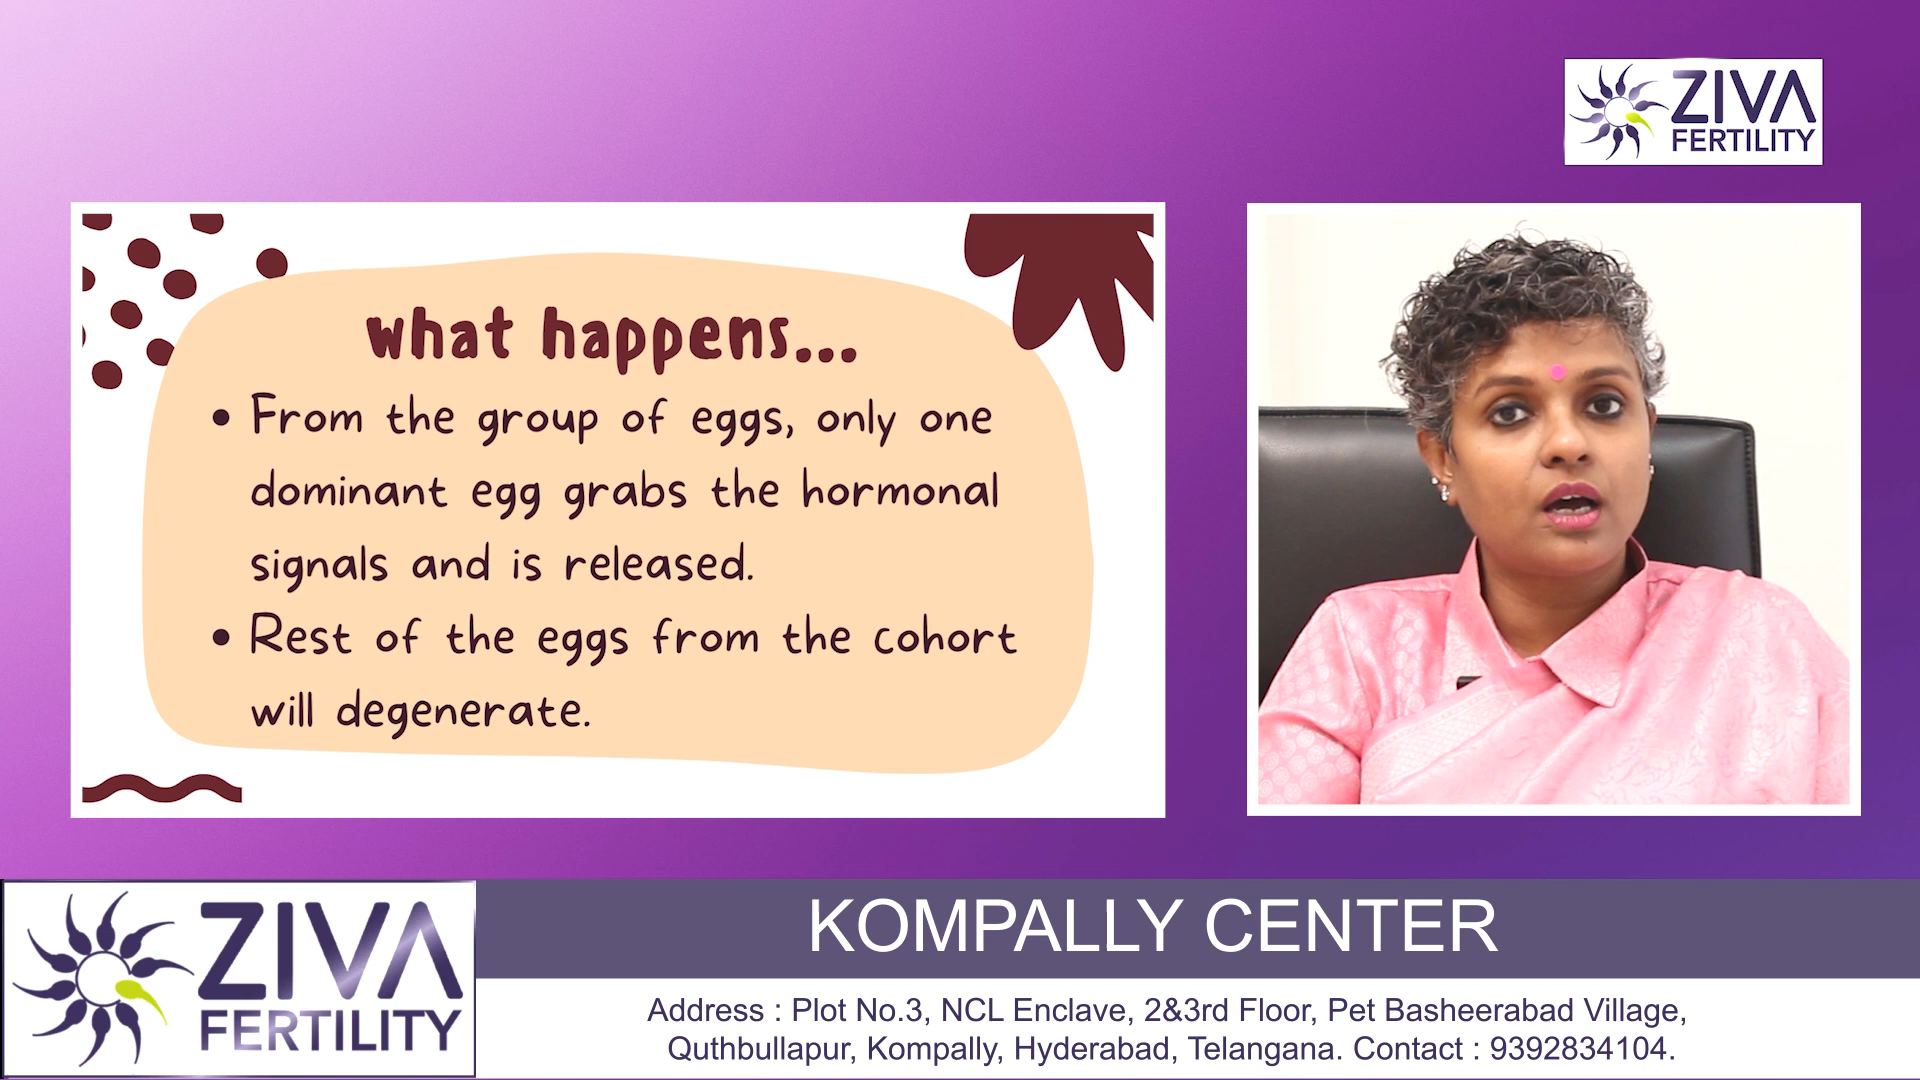 ZIVA
FERTILITY
what happens...
• From the group of eggs, only one
dominant egg grabs the hormonal
signals and is released.
• Rest of the eggs from the cohort
will degenerate.
ZIVA
FERTILITY
KOMPALLY CENTER
Address : Plot No.3, NCL Enclave, 2&3rd Floor, Pet Basheerabad Village,
Quthbullapur, Kompally, Hyderabad, Telangana. Contact : 9392834104.